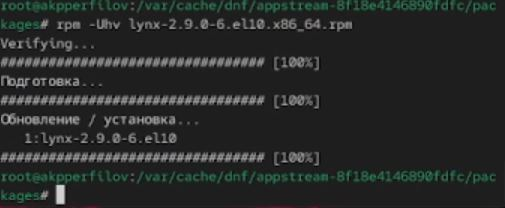 root@akpperfilov:/var/cache/dnf/appstream-8f18e4146890fdfc/pac
kages# rpm -Uhv lynx-2.9.0-6.el10.x86_64.rpm
Verifying...
################################# [100%]
Подготовка...
################################# [100%]
Обновление / установка...
   1:lynx-2.9.0-6.el10
################################# [100%]
root@akpperfilov:/var/cache/dnf/appstream-8f18e4146890fdfc/pac
kages#